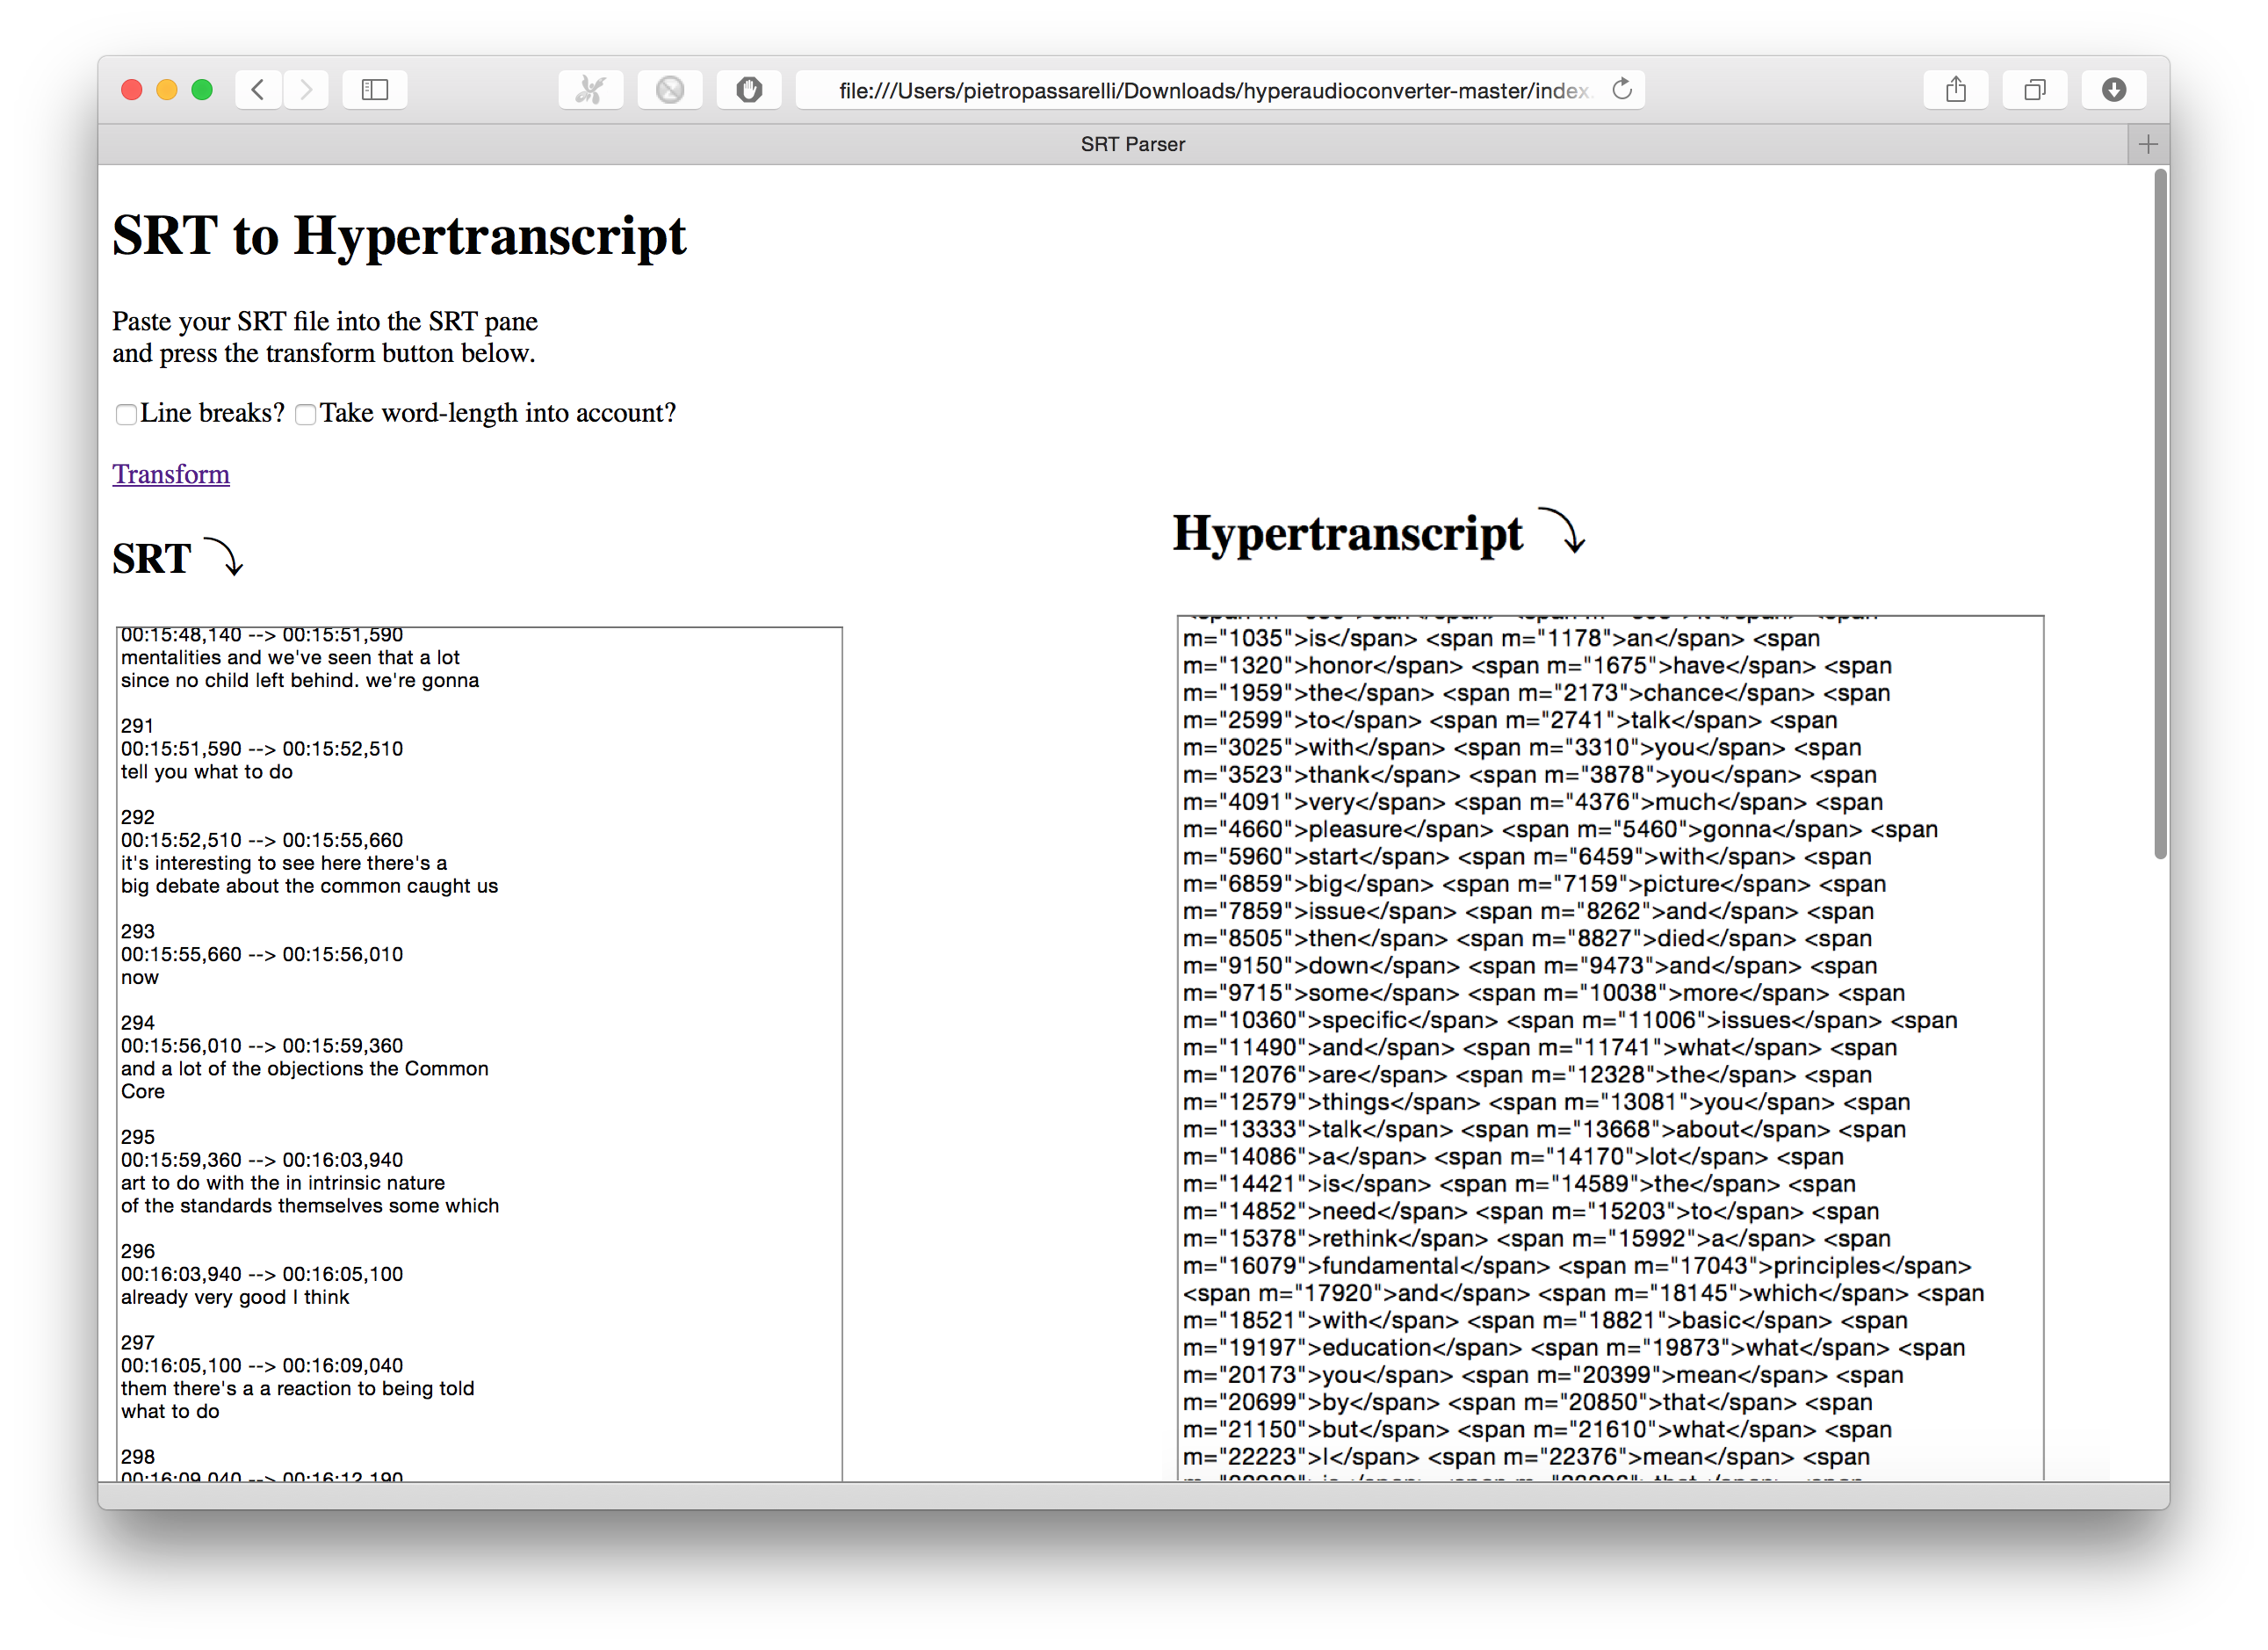 file:///Users/pietropassarelli/Downloads/hyperaudioconverter-master/index
SRT Parser
SRT to Hypertranscript
Paste your SRT file into the SRT pane
and press the transform button below.
Line breaks? Take word-length into account?
Transform
SRT
00:15:48,140 --> 00:15:51,590
mentalities and we've seen that a lot
since no child left behind. we're gonna
291
00:15:51,590 --> 00:15:52,510
tell you what to do
292
00:15:52,510 --> 00:15:55,660
it's interesting to see here there's a
big debate about the common caught us
293
00:15:55,660 --> 00:15:56,010
now
294
00:15:56,010 --> 00:15:59,360
and a lot of the objections the Common
Core
295
00:15:59,360 --> 00:16:03,940
art to do with the in intrinsic nature
of the standards themselves some which
296
00:16:03,940 --> 00:16:05,100
already very good I think
297
00:16:05,100 --> 00:16:09,040
them there's a a reaction to being told
what to do
298
00:16:09,040 --> 00:16:12,190
Hypertranscript
m="1035">is</span> <span m="1178">an</span> <span
m="1320">honor</span> <span m="1675">have</span> <span
m="1959">the</span> <span m="2173">chance</span> <span
m="2599">to</span> <span m="2741">talk</span> <span
m="3025">with</span> <span m="3310">you</span> <span
m="3523">thank</span> <span m="3878">you</span> <span
m="4091">very</span> <span m="4376">much</span> <span
m="4660">pleasure</span> <span m="5460">gonna</span> <span
m="5960">start</span> <span m="6459">with</span> <span
m="6859">big</span> <span m="7159">picture</span> <span
m="7859">issue</span> <span m="8262">and</span> <span
m="8505">then</span> <span m="8827">died</span> <span
m="9150">down</span> <span m="9473">and</span> <span
m="9715">some</span> <span m="10038">more</span> <span
m="10360">specific</span> <span m="11006">issues</span> <span
m="11490">and</span> <span m="11741">what</span> <span
m="12076">are</span> <span m="12328">the</span> <span
m="12579">things</span> <span m="13081">you</span> <span
m="13333">talk</span> <span m="13668">about</span> <span
m="14086">a</span> <span m="14170">lot</span> <span
m="14421">is</span> <span m="14589">the</span> <span
m="14852">need</span> <span m="15203">to</span> <span
m="15378">rethink</span> <span m="15992">a</span> <span
m="16079">fundamental</span> <span m="17043">principles</span>
<span m="17920">and</span> <span m="18145">which</span> <span
m="18521">with</span> <span m="18821">basic</span> <span
m="19197">education</span> <span m="19873">what</span> <span
m="20173">you</span> <span m="20399">mean</span> <span
m="20699">by</span> <span m="20850">that</span> <span
m="21150">but</span> <span m="21610">what</span> <span
m="22223">I</span> <span m="22376">mean</span> <span